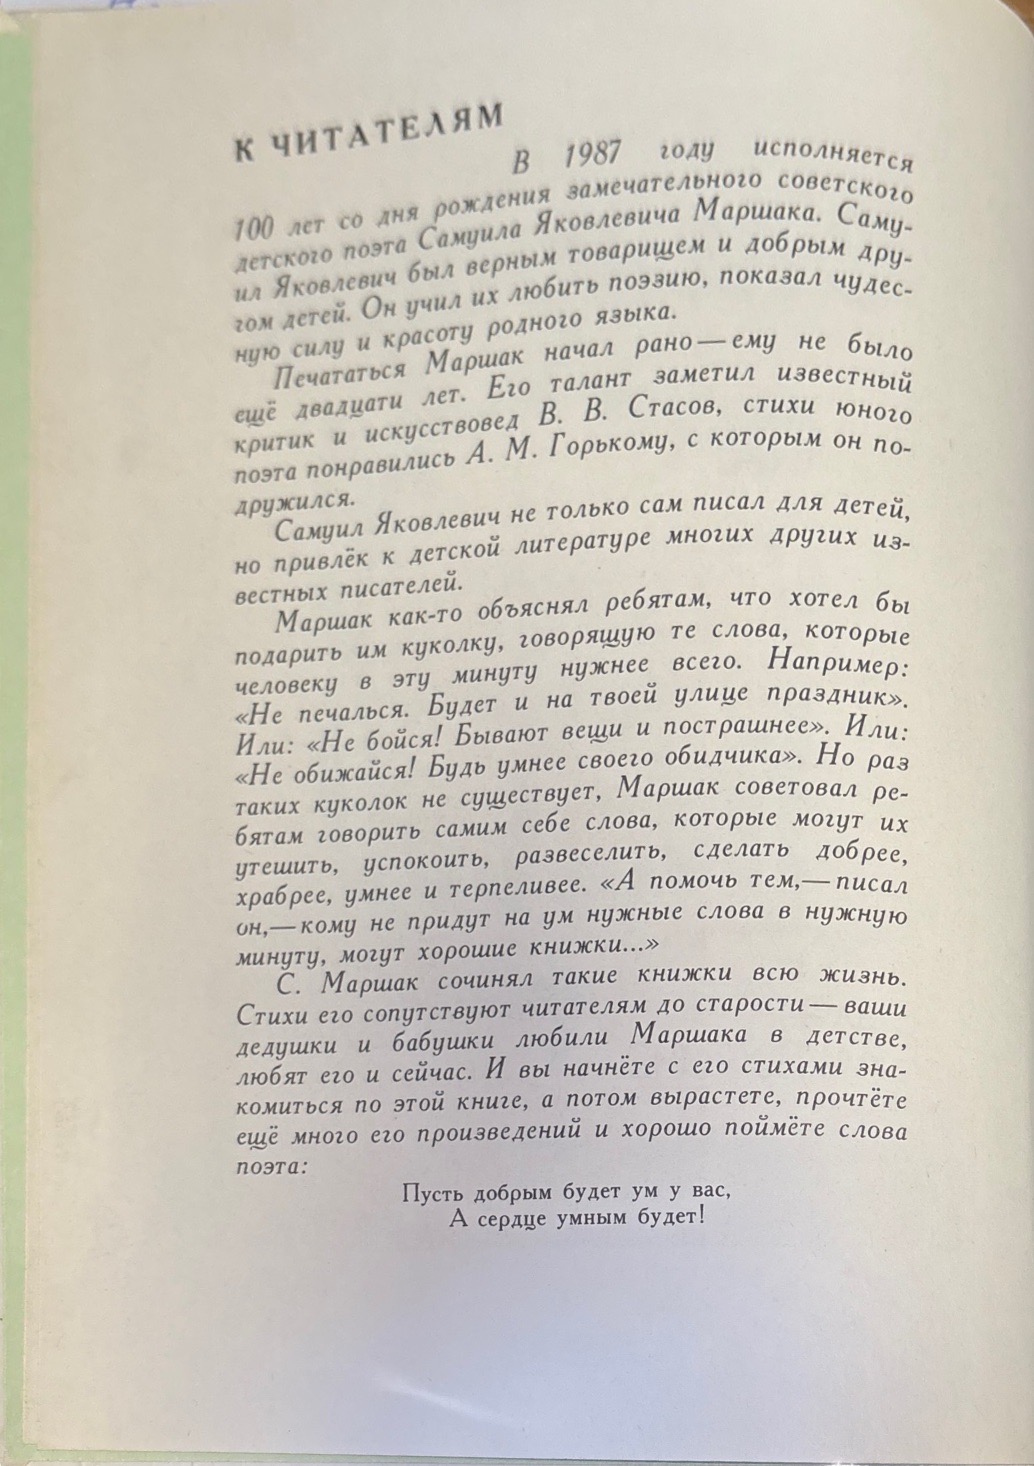 К ЧИТАТЕЛЯМ
В 1987 году исполняется
100 лет со дня рождения замечательного советского
детского поэта Самуила Яковлевича Маршака. Саму-
ил Яковлевич был верным товарищем и добрым дру-
гом детей. Он учил их любить поэзию, показал чудес-
ную силу и красоту родного языка.
Печататься Маршак начал рано — ему не было
ещё двадцати лет. Его талант заметил известный
критик и искусствовед В. В. Стасов, стихи юного
поэта понравились А. М. Горькому, с которым он по-
дружился.
Самуил Яковлевич не только сам писал для детей,
но привлёк к детской литературе многих других из-
вестных писателей.
Маршак как-то объяснял ребятам, что хотел бы
подарить им куколку, говорящую те слова, которые
человеку в эту минуту нужнее всего. Например:
«Не печалься. Будет и на твоей улице праздник».
Или: «Не бойся! Бывают вещи и пострашнее». Или:
«Не обижайся! Будь умнее своего обидчика». Но раз
таких куколок не существует, Маршак советовал ре-
бятам говорить самим себе слова, которые могут их
утешить, успокоить, развеселить, сделать добрее,
храбрее, умнее и терпеливее. «А помочь тем,— писал
он,— кому не придут на ум нужные слова в нужную
минуту, могут хорошие книжки...»
С. Маршак сочинял такие книжки всю жизнь.
Стихи его сопутствуют читателям до старости — ваши
дедушки и бабушки любили Маршака в детстве,
любят его и сейчас. И вы начнёте с его стихами зна-
комиться по этой книге, а потом вырастете, прочтёте
ещё много его произведений и хорошо поймёте слова
поэта:
Пусть добрым будет ум у вас,
А сердце умным будет!